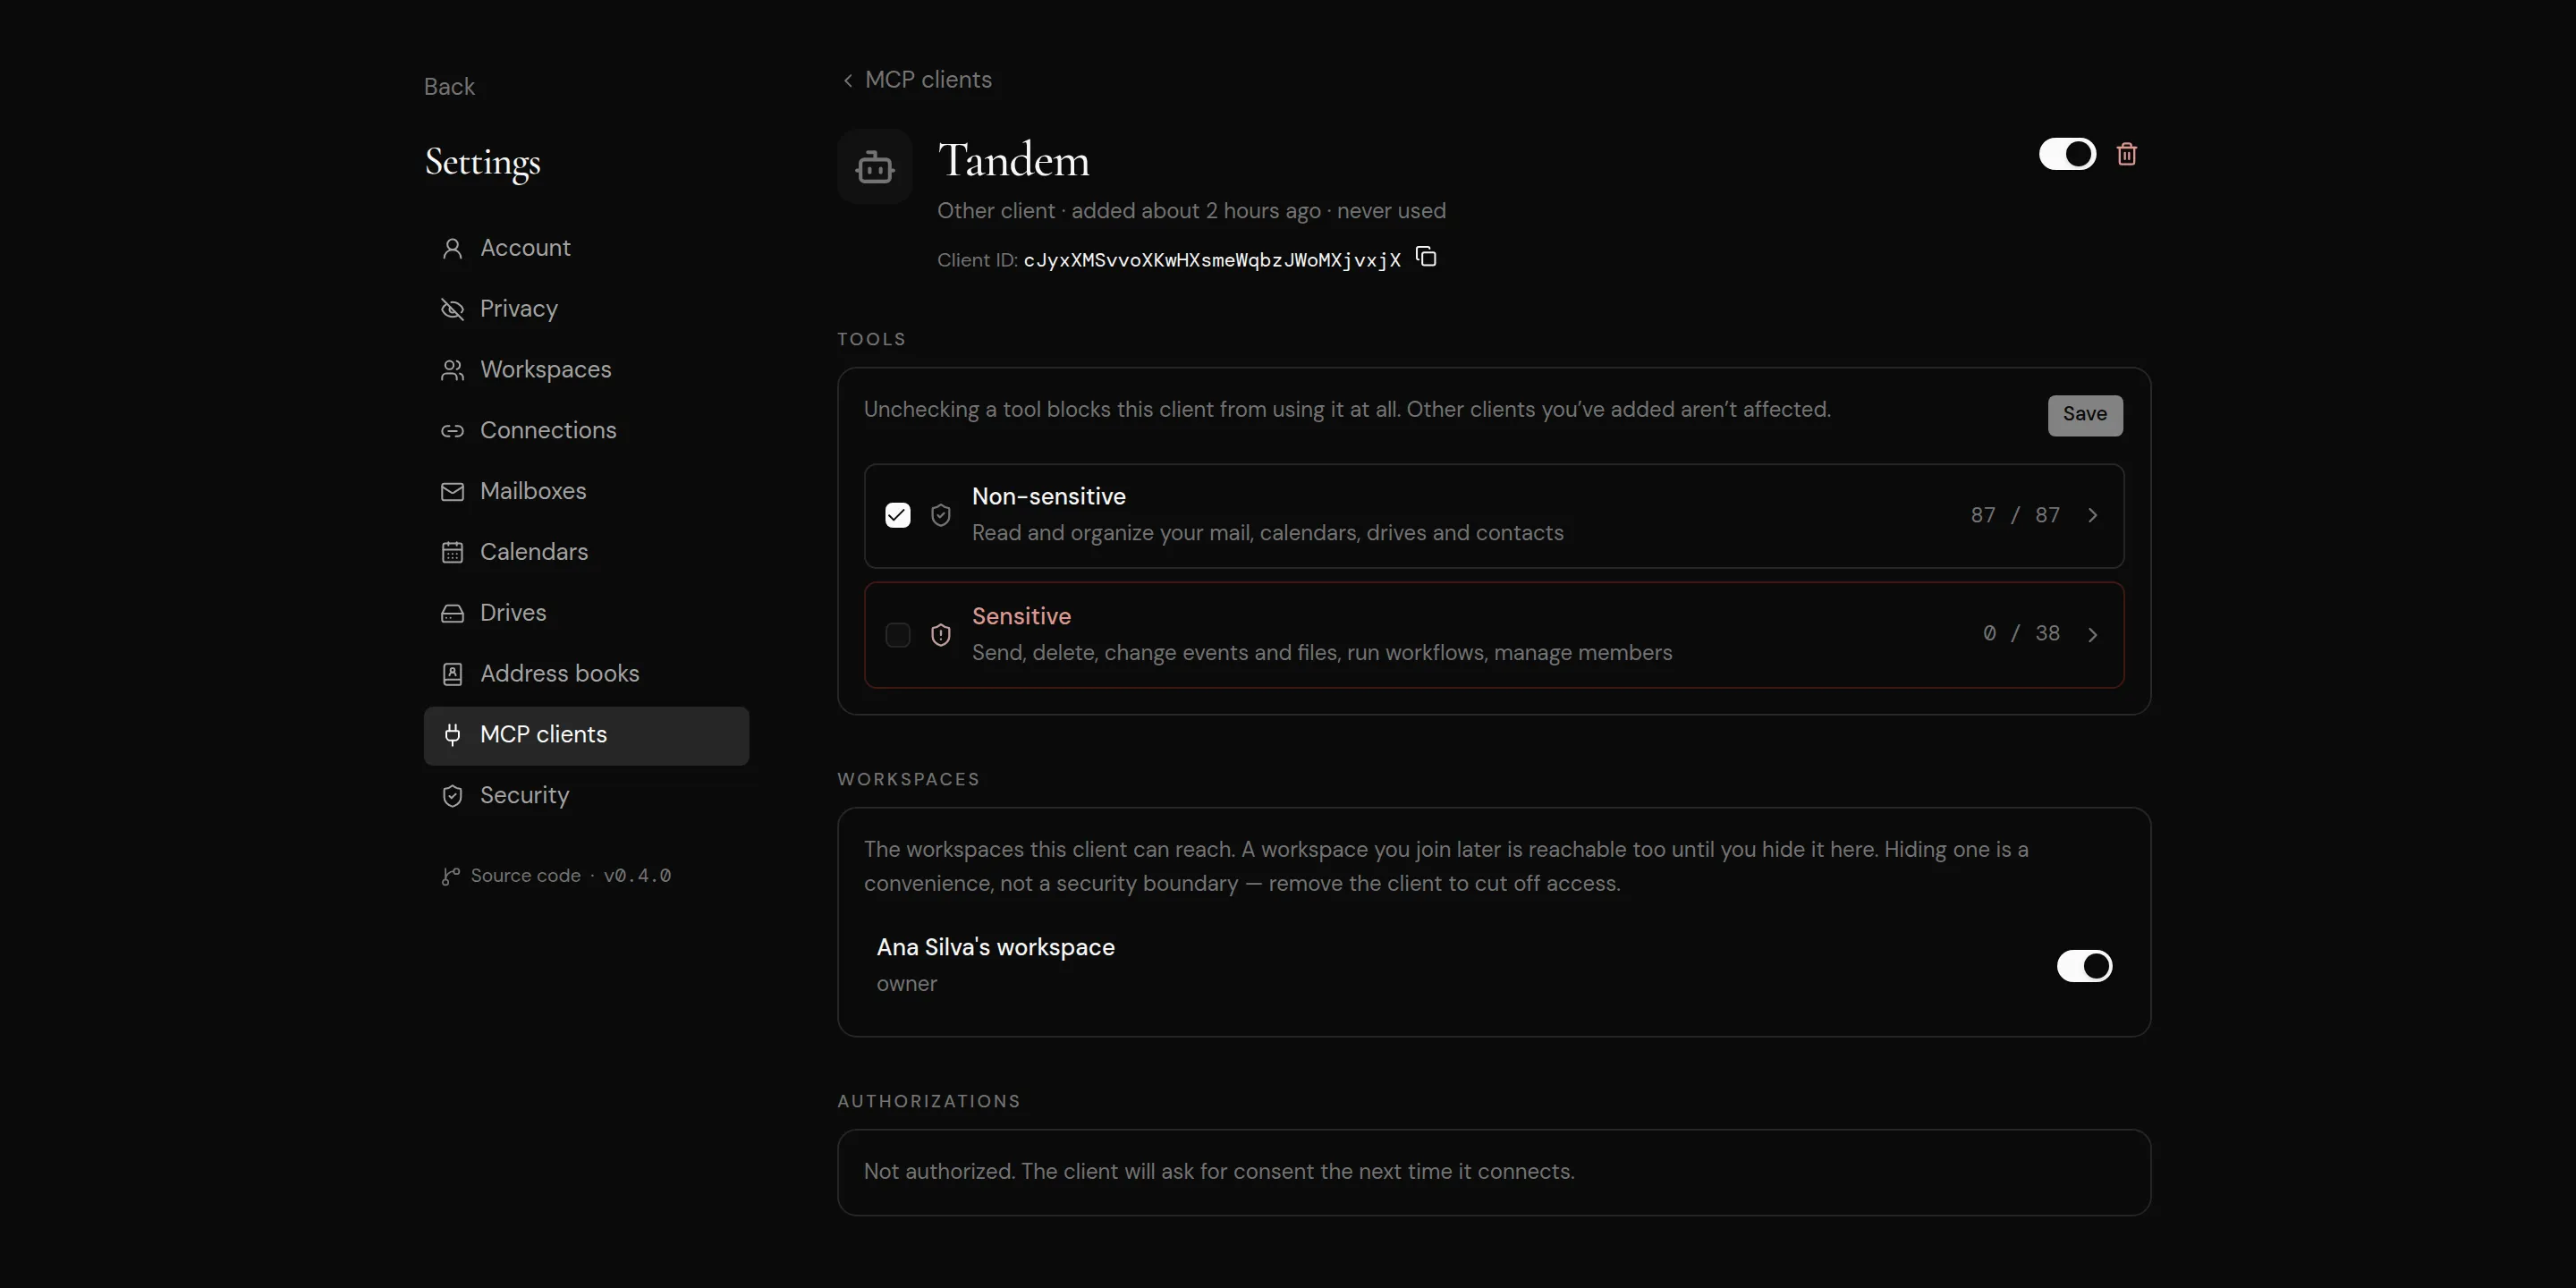 Back
Settings
Account
Privacy
Workspaces
Connections
Mailboxes
Calendars
Drives
Address books
MCP clients
Security
Source code · v0.4.0
MCP clients
Tandem
Other client · added about 2 hours ago · never used
Client ID: cJyxXMSvvoXKwHXsmeWqbzJWoMXjvxjX
TOOLS
Unchecking a tool blocks this client from using it at all. Other clients you’ve added aren’t affected.
Save
Non-sensitive
Read and organize your mail, calendars, drives and contacts
87 / 87
Sensitive
Send, delete, change events and files, run workflows, manage members
0 / 38
WORKSPACES
The workspaces this client can reach. A workspace you join later is reachable too until you hide it here. Hiding one is a
convenience, not a security boundary — remove the client to cut off access.
Ana Silva's workspace
owner
AUTHORIZATIONS
Not authorized. The client will ask for consent the next time it connects.